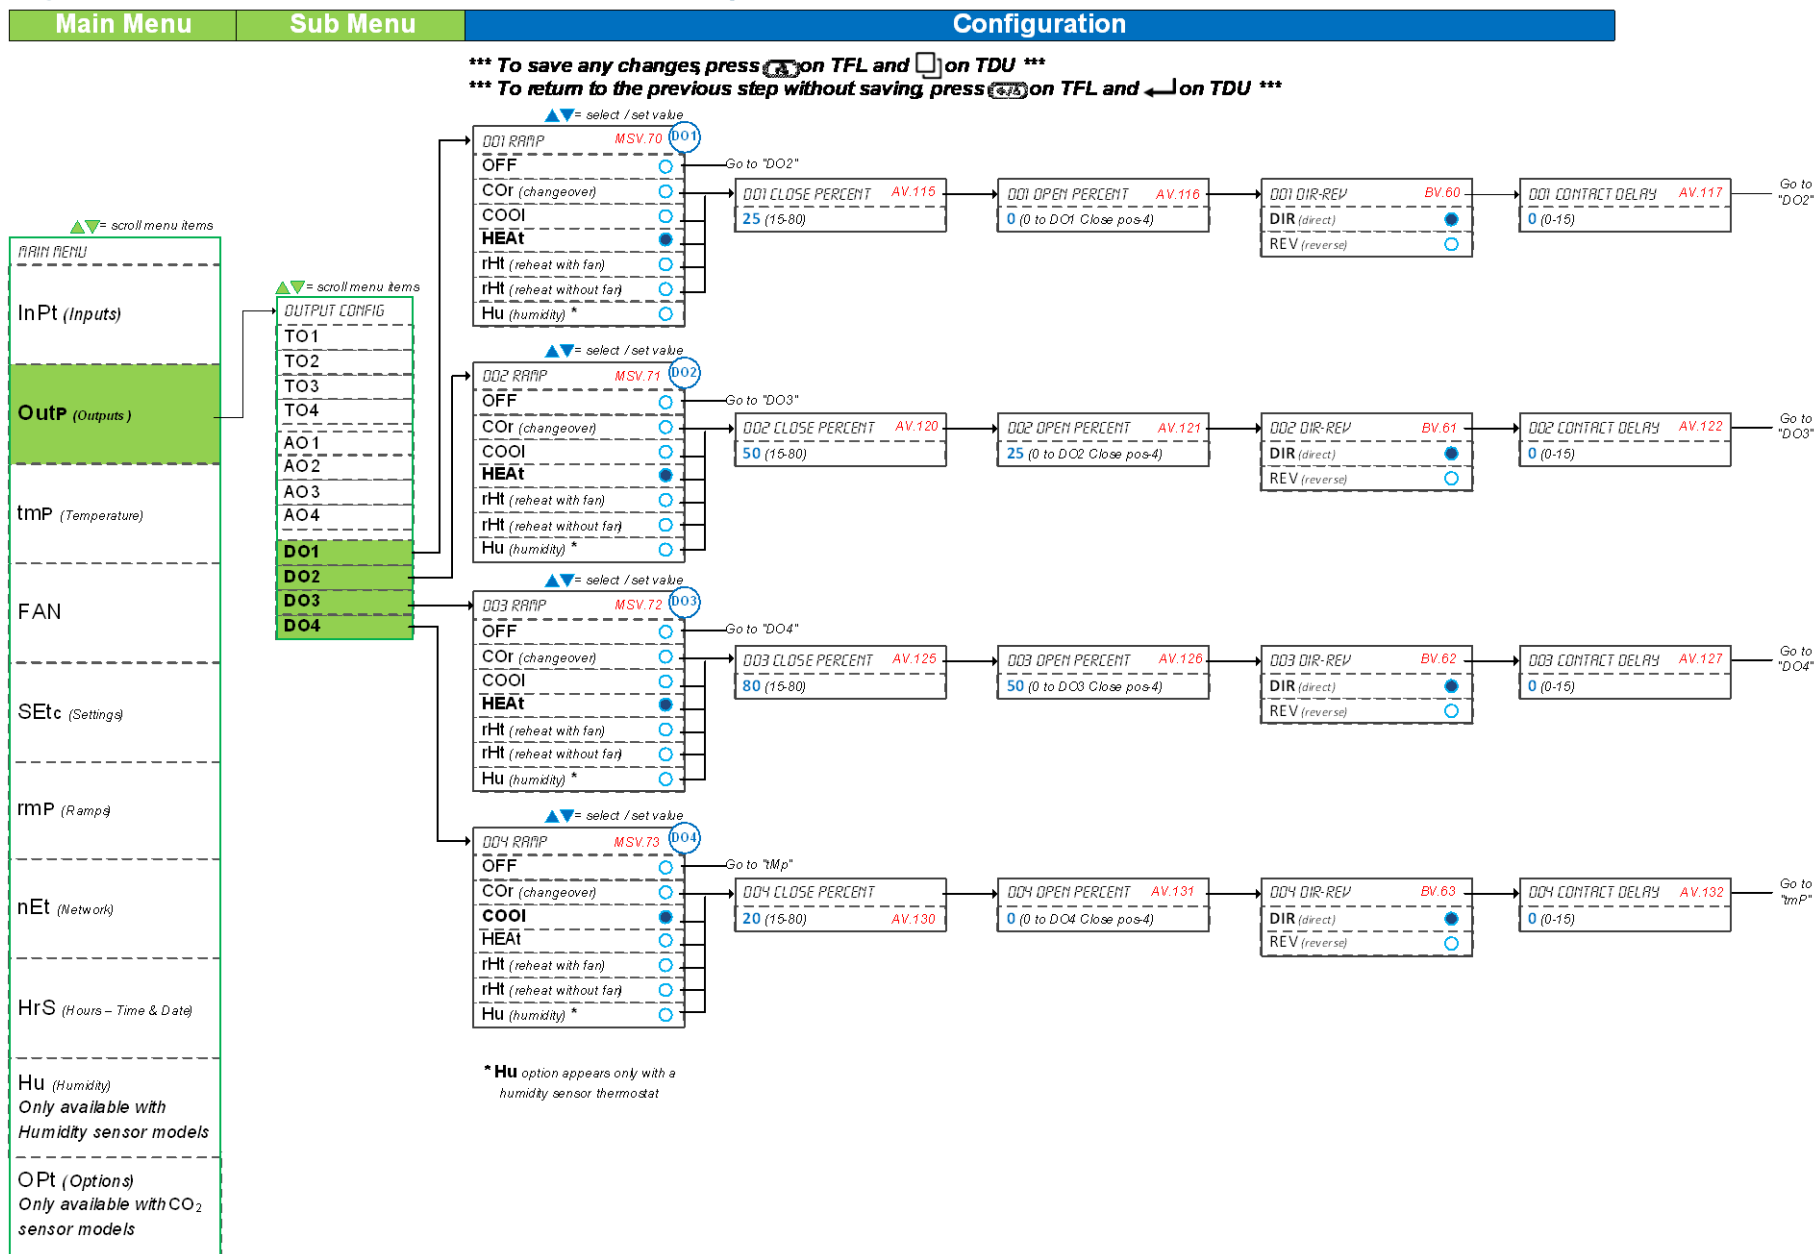 Main Menu
Sub Menu
Configuration
*** To save any changes, press on TFL and on TDU ***
*** To return to the previous step without saving, press on TFL and on TDU ***
= scroll menu items
MAIN MENU
InPt (Inputs)
OutP (Outputs)
tmP (Temperature)
FAN
SEtc (Settings)
rmP (Ramps)
nEt (Network)
HrS (Hours – Time & Date)
Hu (Humidity)
Only available with
Humidity sensor models
OPt (Options)
Only available with CO₂
sensor models
= scroll menu items
OUTPUT CONFIG
TO1
TO2
TO3
TO4
AO1
AO2
AO3
AO4
DO1
DO2
DO3
DO4
= select / set value
DO1 RAMP MSV.70 DO1
OFF
Go to "DO2"
COr (changeover)
COOl
HEAt
rHt (reheat with fan)
rHt (reheat without fan)
Hu (humidity) *
DO1 CLOSE PERCENT AV.115
25 (15-80)
DO1 OPEN PERCENT AV.116
0 (0 to DO1 Close pos-4)
DO1 DIR-REV BV.60
DIR (direct)
REV (reverse)
DO1 CONTACT DELAY AV.117
0 (0-15)
Go to
"DO2"
= select / set value
DO2 RAMP MSV.71 DO2
OFF
Go to "DO3"
COr (changeover)
COOl
HEAt
rHt (reheat with fan)
rHt (reheat without fan)
Hu (humidity) *
DO2 CLOSE PERCENT AV.120
50 (15-80)
DO2 OPEN PERCENT AV.121
25 (0 to DO2 Close pos-4)
DO2 DIR-REV BV.61
DIR (direct)
REV (reverse)
DO2 CONTACT DELAY AV.122
0 (0-15)
Go to
"DO3"
= select / set value
DO3 RAMP MSV.72 DO3
OFF
Go to "DO4"
COr (changeover)
COOl
HEAt
rHt (reheat with fan)
rHt (reheat without fan)
Hu (humidity) *
DO3 CLOSE PERCENT AV.125
80 (15-80)
DO3 OPEN PERCENT AV.126
50 (0 to DO3 Close pos-4)
DO3 DIR-REV BV.62
DIR (direct)
REV (reverse)
DO3 CONTACT DELAY AV.127
0 (0-15)
Go to
"DO4"
= select / set value
DO4 RAMP MSV.73 DO4
OFF
Go to "tMp"
COr (changeover)
COOl
HEAt
rHt (reheat with fan)
rHt (reheat without fan)
Hu (humidity) *
DO4 CLOSE PERCENT
20 (15-80) AV.130
DO4 OPEN PERCENT AV.131
0 (0 to DO4 Close pos-4)
DO4 DIR-REV BV.63
DIR (direct)
REV (reverse)
DO4 CONTACT DELAY AV.132
0 (0-15)
Go to
"tmP"
* Hu option appears only with a
humidity sensor thermostat